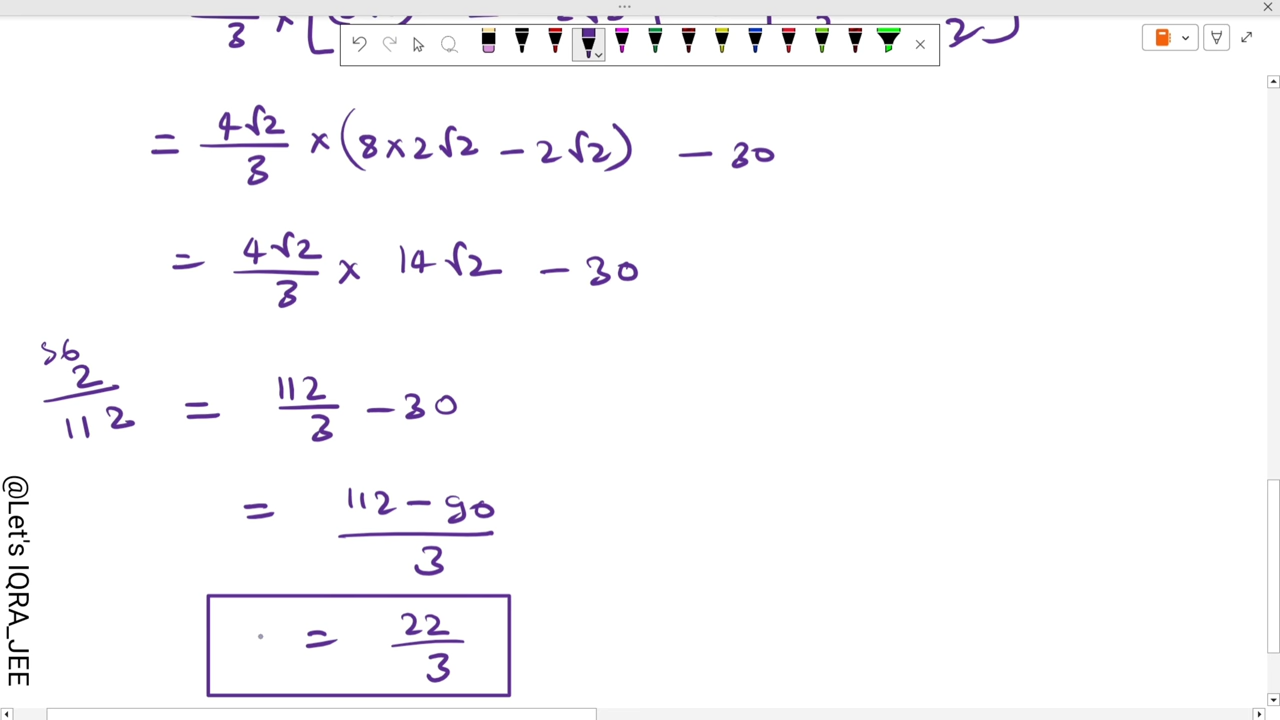 = 4√2/3 × (8×2√2 − 2√2) − 30
= 4√2/3 × 14√2 − 30
56
2
112
= 112/3 − 30
= 112 − 90/3
= 22/3
@Let's IQRA_JEE